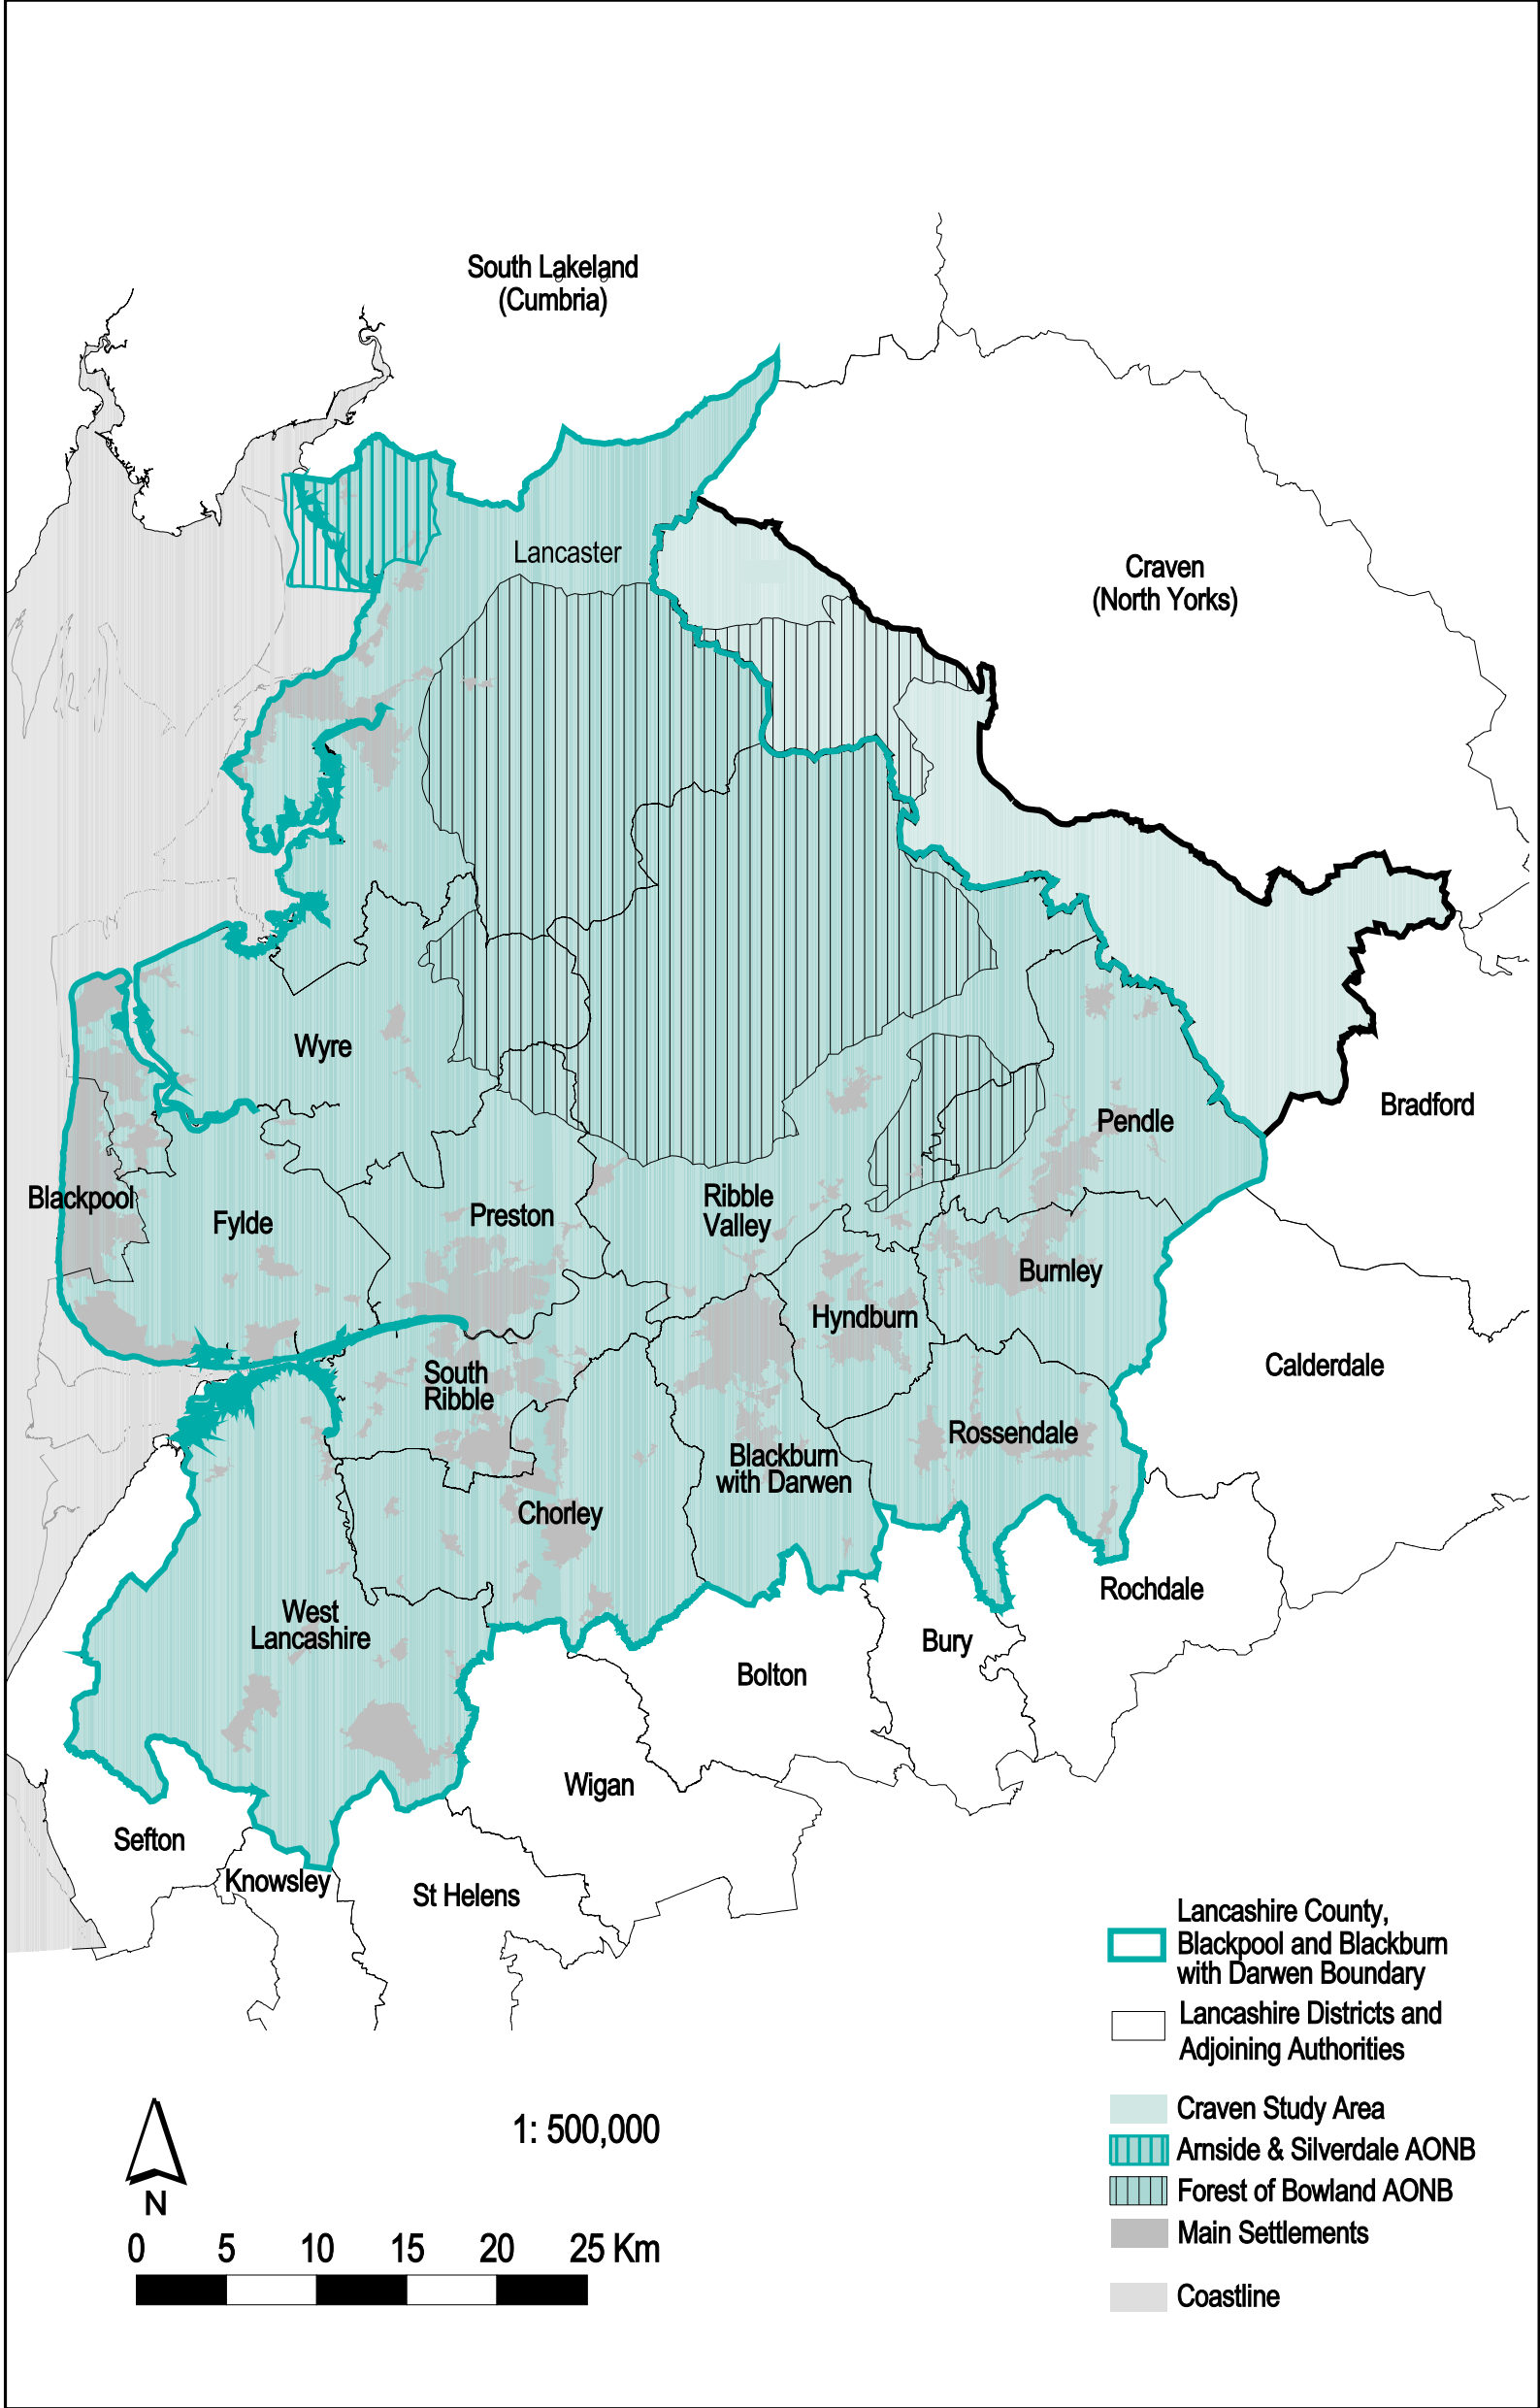 South Lakeland
(Cumbria)
Lancaster
Craven
(North Yorks)
Wyre
Bradford
Pendle
Blackpool
Fylde
Preston
Ribble
Valley
Burnley
Hyndburn
Calderdale
South
Ribble
Rossendale
Blackburn
with Darwen
Chorley
Rochdale
West
Lancashire
Bury
Bolton
Wigan
Sefton
Knowsley
St Helens
Lancashire County,
Blackpool and Blackburn
with Darwen Boundary
Lancashire Districts and
Adjoining Authorities
Craven Study Area
Arnside & Silverdale AONB
Forest of Bowland AONB
Main Settlements
Coastline
1: 500,000
N
0 5 10 15 20 25 Km